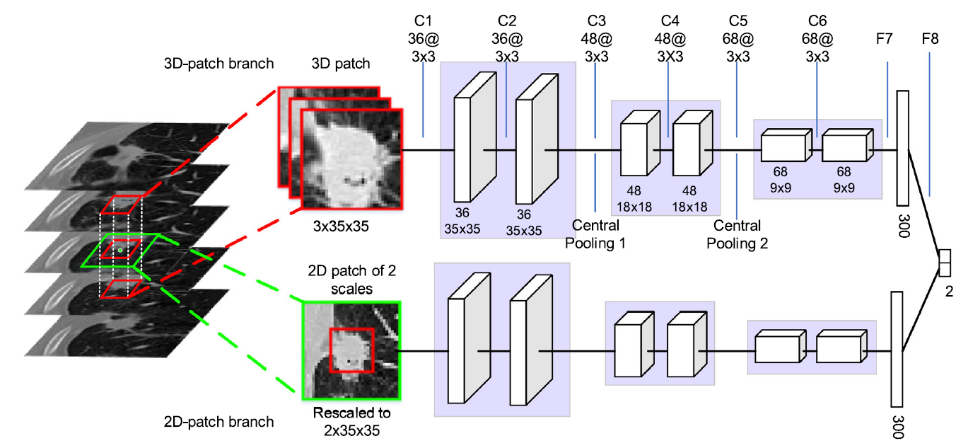 C1
36@
3x3
C2
36@
3x3
C3
48@
3x3
C4
48@
3X3
C5
68@
3x3
C6
68@
3x3
F7
F8
3D-patch branch
3D patch
3x35x35
36
35x35
36
35x35
48
18x18
48
18x18
68
9x9
68
9x9
300
Central
Pooling 1
Central
Pooling 2
2D patch of 2
scales
2
Rescaled to
2x35x35
2D-patch branch
300